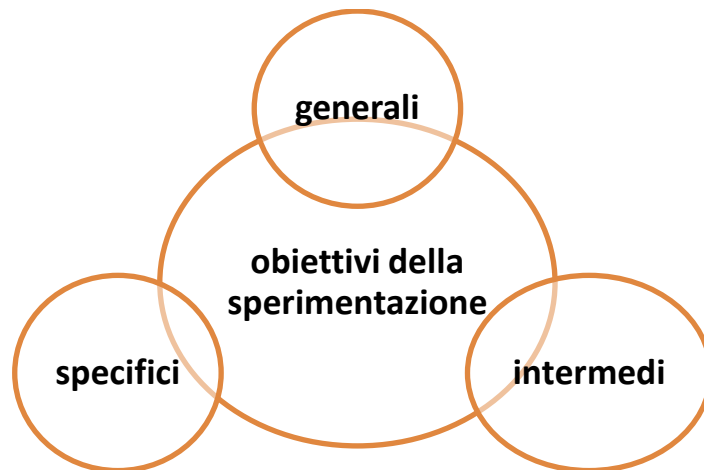 generali
obiettivi della
sperimentazione
specifici
intermedi